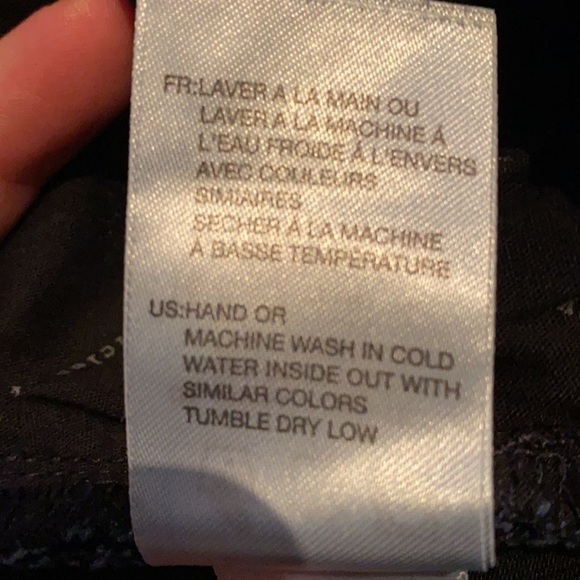 FR:LAVER A LA MAIN OU
LAVER A LA MACHINE À
L'EAU FROIDE À L'ENVERS
AVEC COULEURS
SIMIAIRES
SECHER À LA MACHINE
À BASSE TEMPÉRATURE
US:HAND OR
MACHINE WASH IN COLD
WATER INSIDE OUT WITH
SIMILAR COLORS
TUMBLE DRY LOW